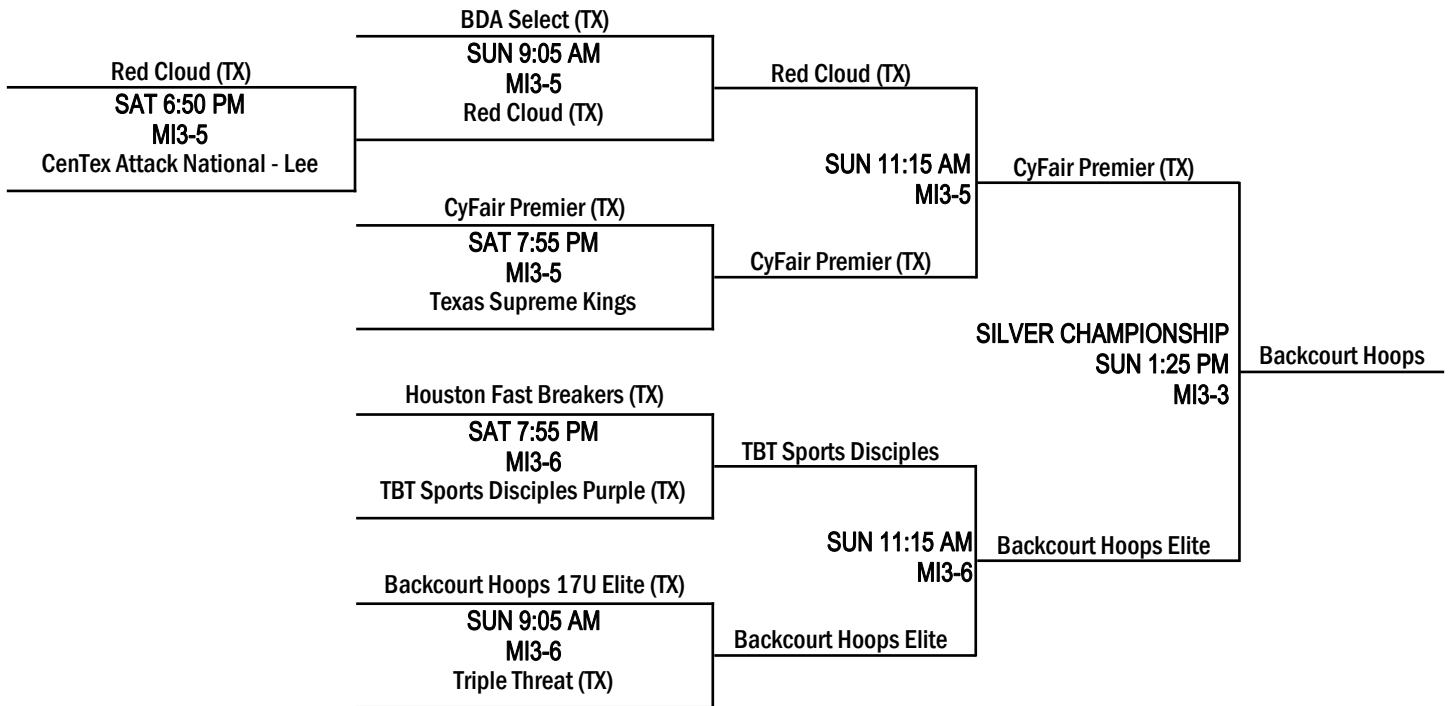 BDA Select (TX)
SUN 9:05 AM
MI3-5
Red Cloud (TX)
Red Cloud (TX)
SAT 6:50 PM
MI3-5
CenTex Attack National - Lee
Red Cloud (TX)
SUN 11:15 AM
MI3-5
CyFair Premier (TX)
CyFair Premier (TX)
SAT 7:55 PM
MI3-5
Texas Supreme Kings
CyFair Premier (TX)
SILVER CHAMPIONSHIP
SUN 1:25 PM
MI3-3
Backcourt Hoops
Houston Fast Breakers (TX)
SAT 7:55 PM
MI3-6
TBT Sports Disciples Purple (TX)
TBT Sports Disciples
SUN 11:15 AM
MI3-6
Backcourt Hoops Elite
Backcourt Hoops 17U Elite (TX)
SUN 9:05 AM
MI3-6
Triple Threat (TX)
Backcourt Hoops Elite